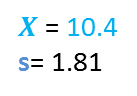 X = 10.4
s= 1.81